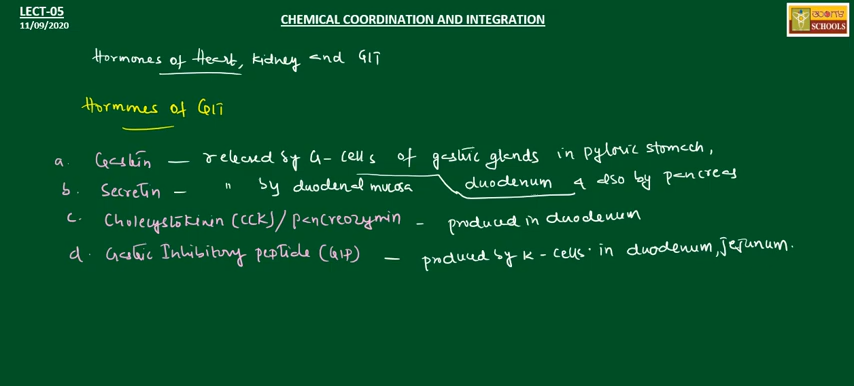 LECT-05
11/09/2020
CHEMICAL COORDINATION AND INTEGRATION
SCHOOLS
Hormones of Heart, kidney and GIT
Hormones of GIT
a. Gastrin — released by G-cells of gastric glands in pyloric stomach,
duodenum & also by pancreas
b. Secretin - " by duodenal mucosa
c. Cholecystokinin (CCK)/pancreozymin - produced in duodenum
d. Gastric Inhibitory peptide (GIP) — produced by K-cells in duodenum, jejunum.